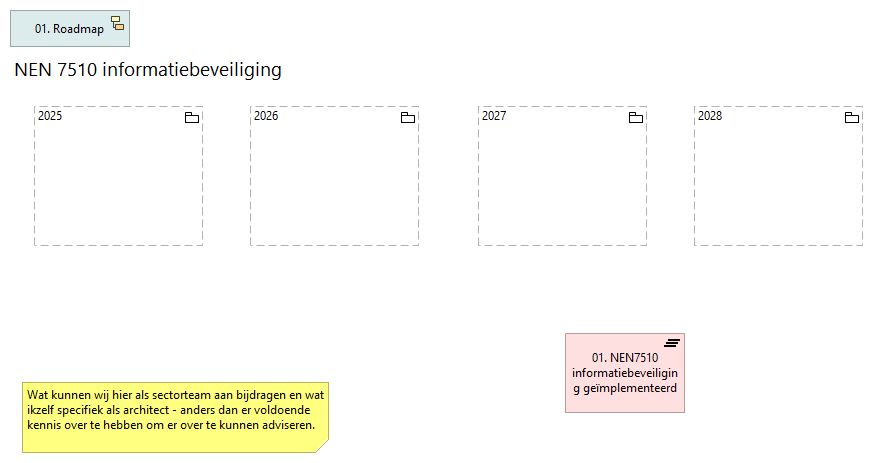 01. Roadmap
NEN 7510 informatiebeveiliging
2025
2026
2027
2028
01. NEN7510
informatiebeveiligin
g geïmplementeerd
Wat kunnen wij hier als sectorteam aan bijdragen en wat
ikzelf specifiek als architect - anders dan er voldoende
kennis over te hebben om er over te kunnen adviseren.